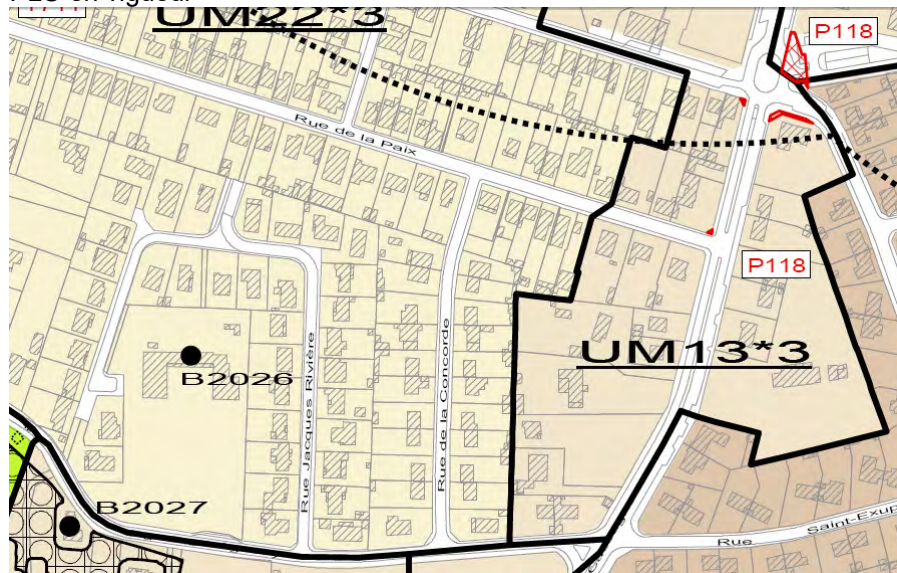 UM22*3
P118
Rue de la Paix
P118
UM13*3
B2026
Rue Jacques Rivière
Rue de la Concorde
B2027
Rue Saint-Exup